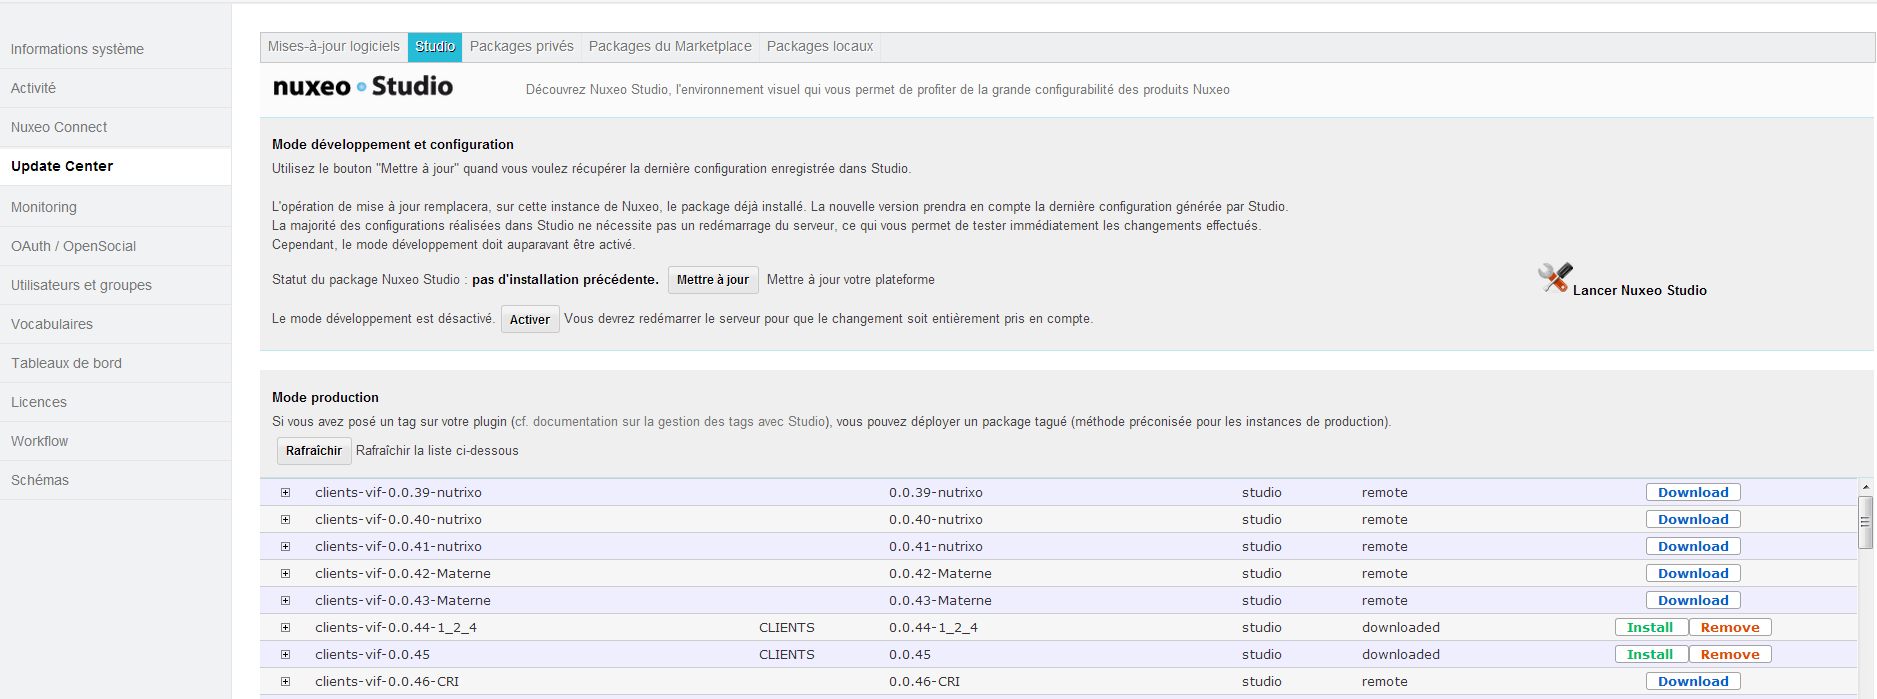 Informations système
Activité
Nuxeo Connect
Update Center
Monitoring
OAuth / OpenSocial
Utilisateurs et groupes
Vocabulaires
Tableaux de bord
Licences
Workflow
Schémas
Mises-à-jour logiciels Studio Packages privés Packages du Marketplace Packages locaux
nuxeo Studio Découvrez Nuxeo Studio, l'environnement visuel qui vous permet de profiter de la grande configurabilité des produits Nuxeo
Mode développement et configuration
Utilisez le bouton "Mettre à jour" quand vous voulez récupérer la dernière configuration enregistrée dans Studio.
L'opération de mise à jour remplacera, sur cette instance de Nuxeo, le package déjà installé. La nouvelle version prendra en compte la dernière configuration générée par Studio.
La majorité des configurations réalisées dans Studio ne nécessite pas un redémarrage du serveur, ce qui vous permet de tester immédiatement les changements effectués.
Cependant, le mode développement doit auparavant être activé.
Statut du package Nuxeo Studio : pas d'installation précédente. Mettre à jour Mettre à jour votre plateforme
Lancer Nuxeo Studio
Le mode développement est désactivé. Activer Vous devrez redémarrer le serveur pour que le changement soit entièrement pris en compte.
Mode production
Si vous avez posé un tag sur votre plugin (cf. documentation sur la gestion des tags avec Studio), vous pouvez déployer un package tagué (méthode préconisée pour les instances de production).
Rafraîchir Rafraîchir la liste ci-dessous
clients-vif-0.0.39-nutrixo 0.0.39-nutrixo studio remote Download
clients-vif-0.0.40-nutrixo 0.0.40-nutrixo studio remote Download
clients-vif-0.0.41-nutrixo 0.0.41-nutrixo studio remote Download
clients-vif-0.0.42-Materne 0.0.42-Materne studio remote Download
clients-vif-0.0.43-Materne 0.0.43-Materne studio remote Download
clients-vif-0.0.44-1_2_4 CLIENTS 0.0.44-1_2_4 studio downloaded Install Remove
clients-vif-0.0.45 CLIENTS 0.0.45 studio downloaded Install Remove
clients-vif-0.0.46-CRI 0.0.46-CRI studio remote Download